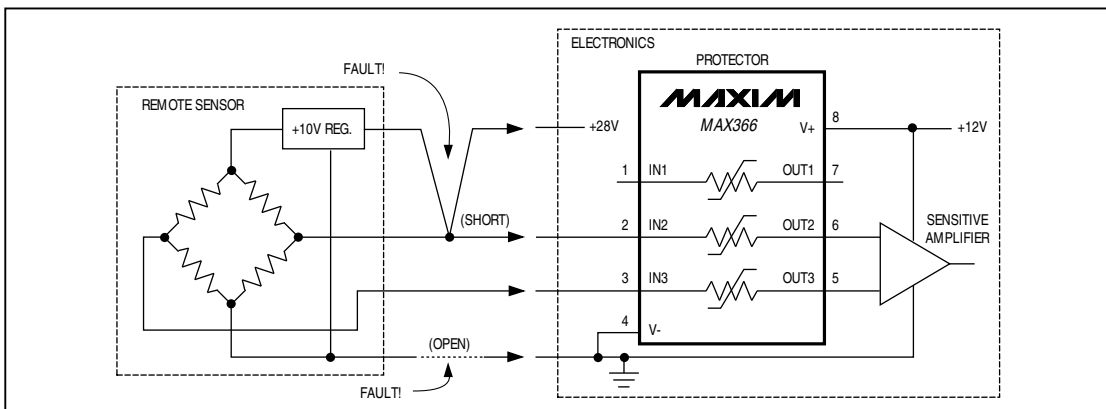 ELECTRONICS
PROTECTOR
FAULT!
REMOTE SENSOR
MAXIM
MAX366
V+
8
+10V REG.
+28V
+12V
1
IN1
OUT1
7
(SHORT)
2
IN2
OUT2
6
SENSITIVE
AMPLIFIER
3
IN3
OUT3
5
4
V-
(OPEN)
FAULT!